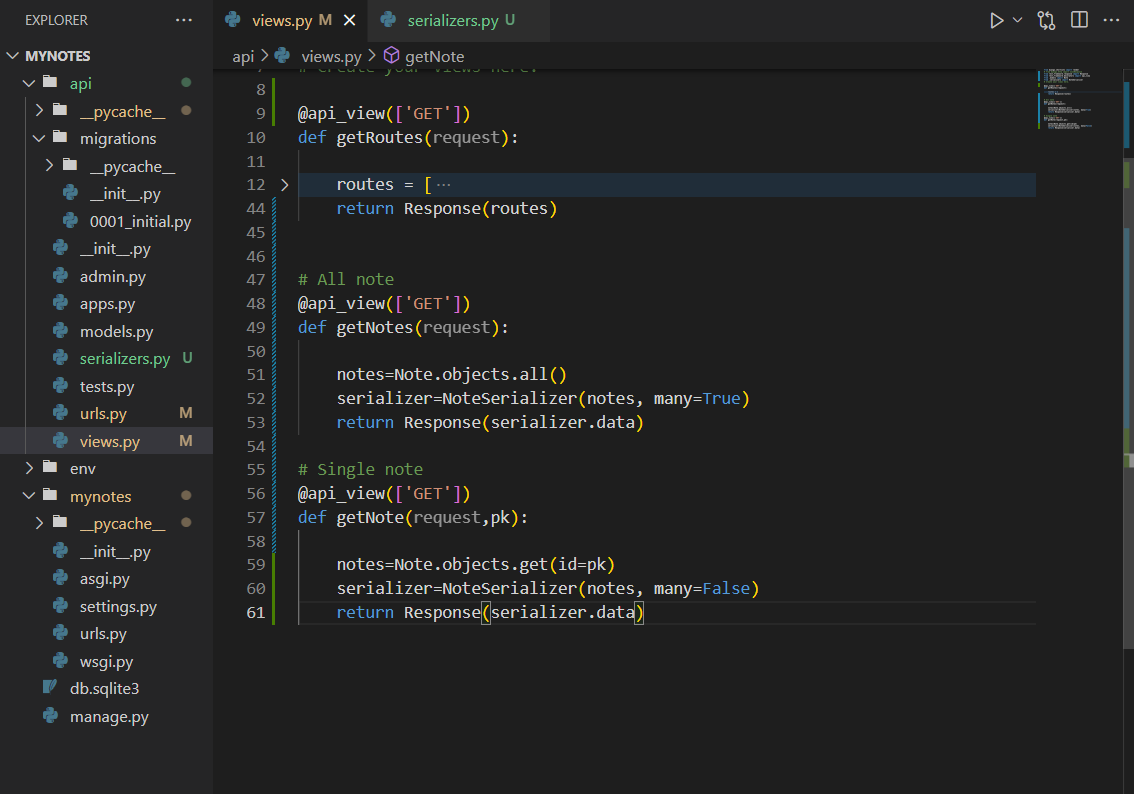 EXPLORER
MYNOTES
api
__pycache__
migrations
__pycache__
__init__.py
0001_initial.py
__init__.py
admin.py
apps.py
models.py
serializers.py U
tests.py
urls.py M
views.py M
env
mynotes
__pycache__
__init__.py
asgi.py
settings.py
urls.py
wsgi.py
db.sqlite3
manage.py
views.py M
serializers.py U
api > views.py > getNote
7 # Create your views here.
8
9 @api_view(['GET'])
10 def getRoutes(request):
11
12 routes = [ ···
44 return Response(routes)
45
46
47 # All note
48 @api_view(['GET'])
49 def getNotes(request):
50
51 notes=Note.objects.all()
52 serializer=NoteSerializer(notes, many=True)
53 return Response(serializer.data)
54
55 # Single note
56 @api_view(['GET'])
57 def getNote(request,pk):
58
59 notes=Note.objects.get(id=pk)
60 serializer=NoteSerializer(notes, many=False)
61 return Response(serializer.data)